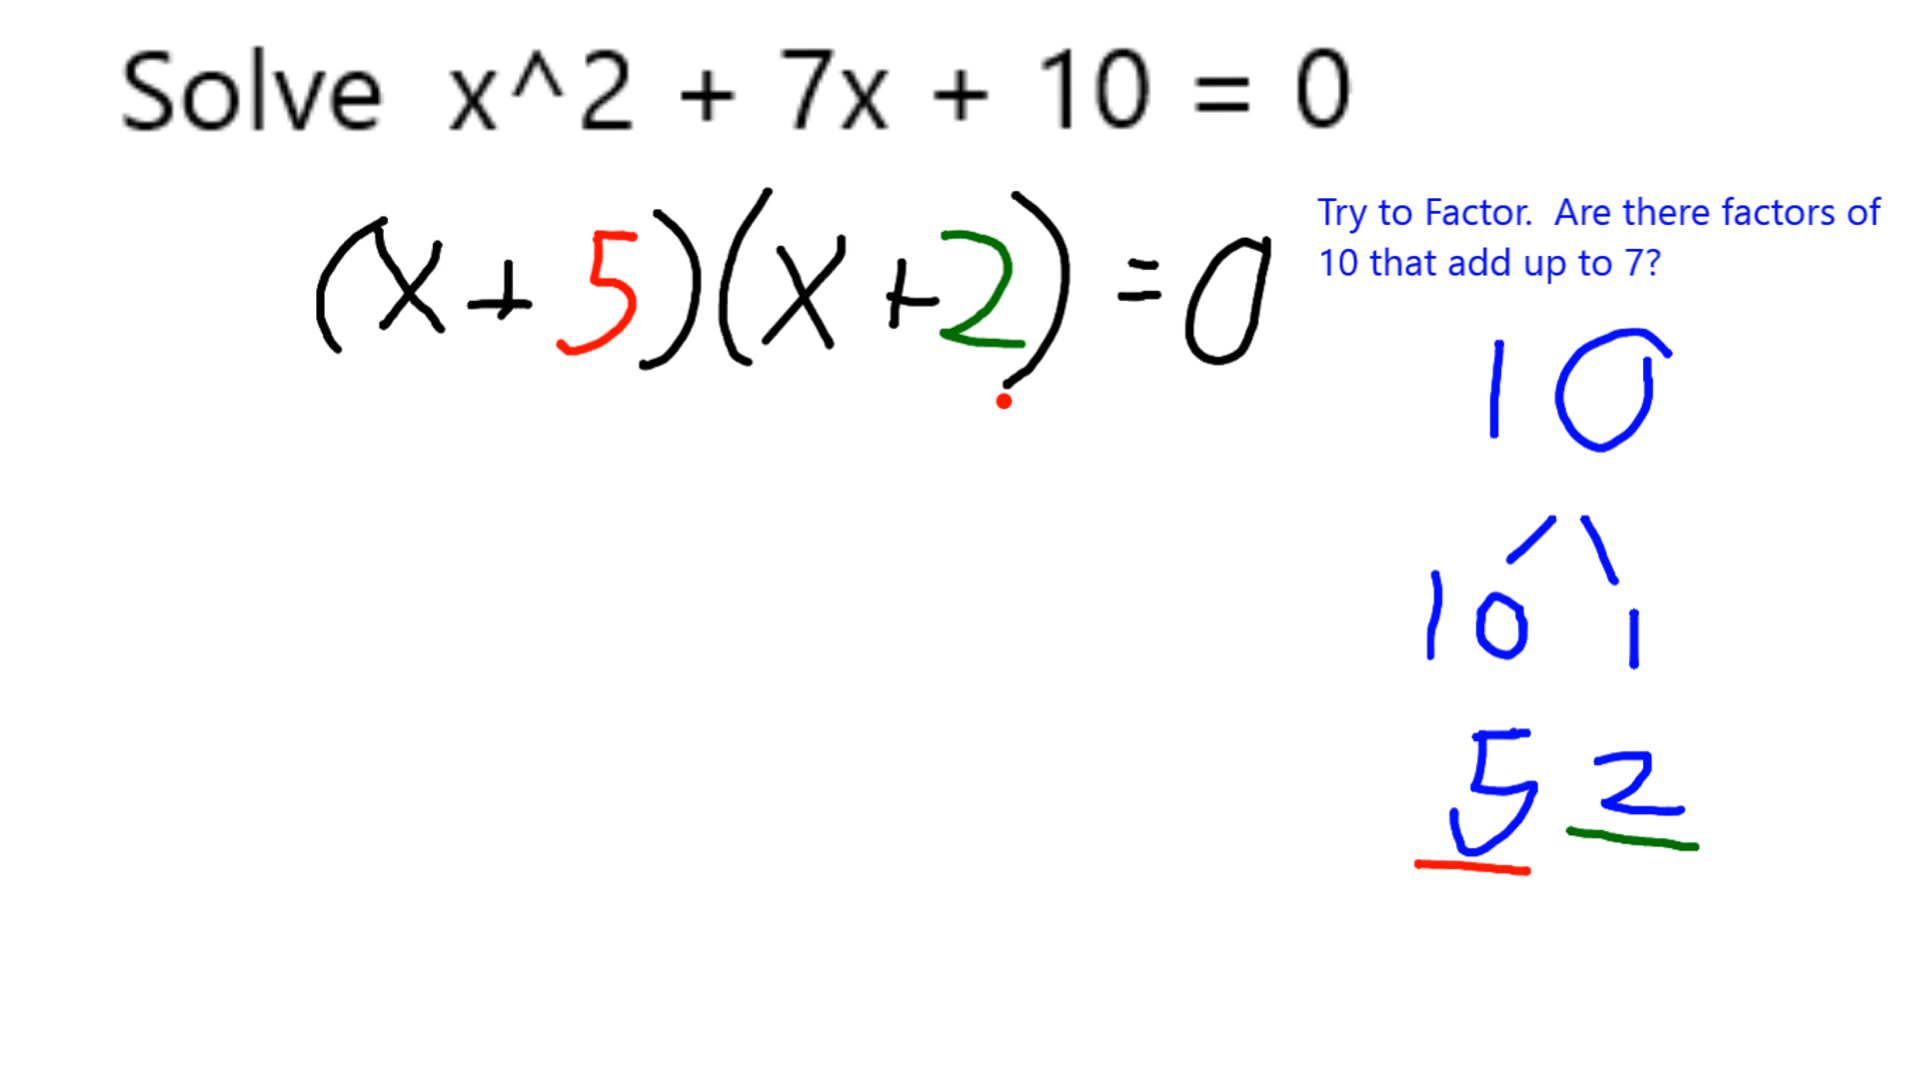 Solve x^2 + 7x + 10 = 0
(x + 5)(x + 2) = 0
Try to Factor. Are there factors of
10 that add up to 7?
10
10 1
5 2